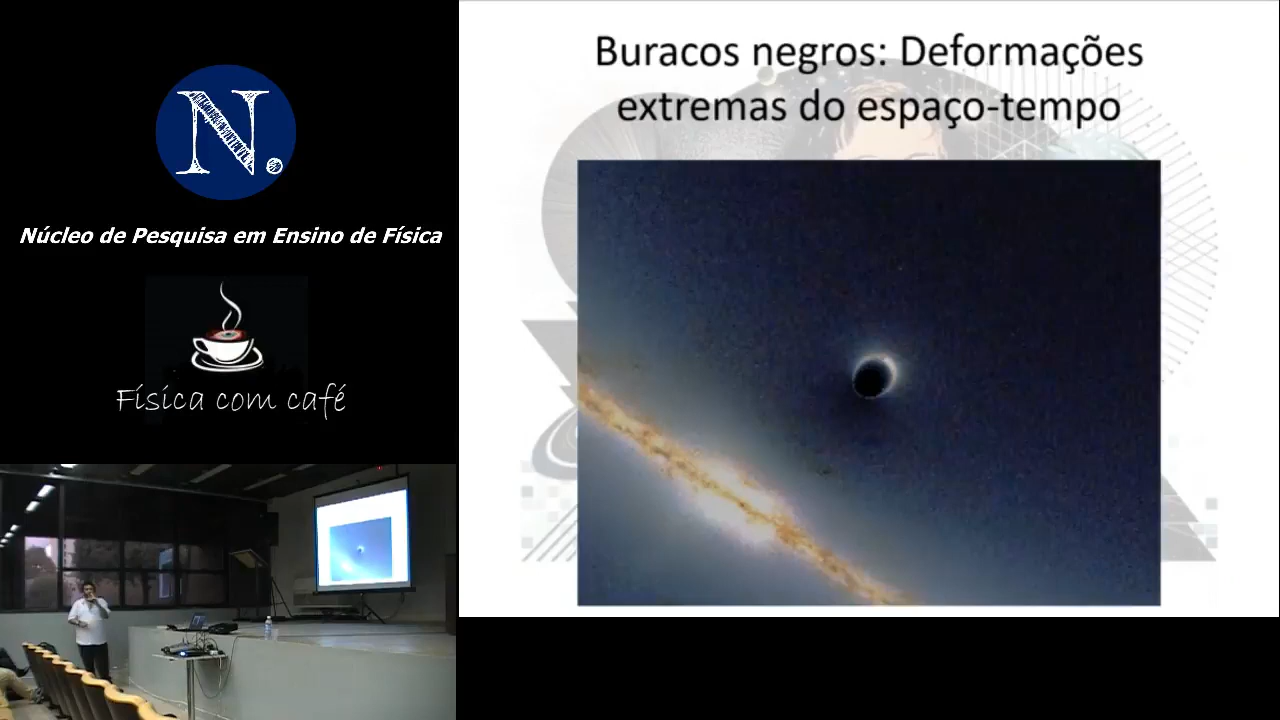 N.
Núcleo de Pesquisa em Ensino de Física
Física com café
Buracos negros: Deformações
extremas do espaço-tempo